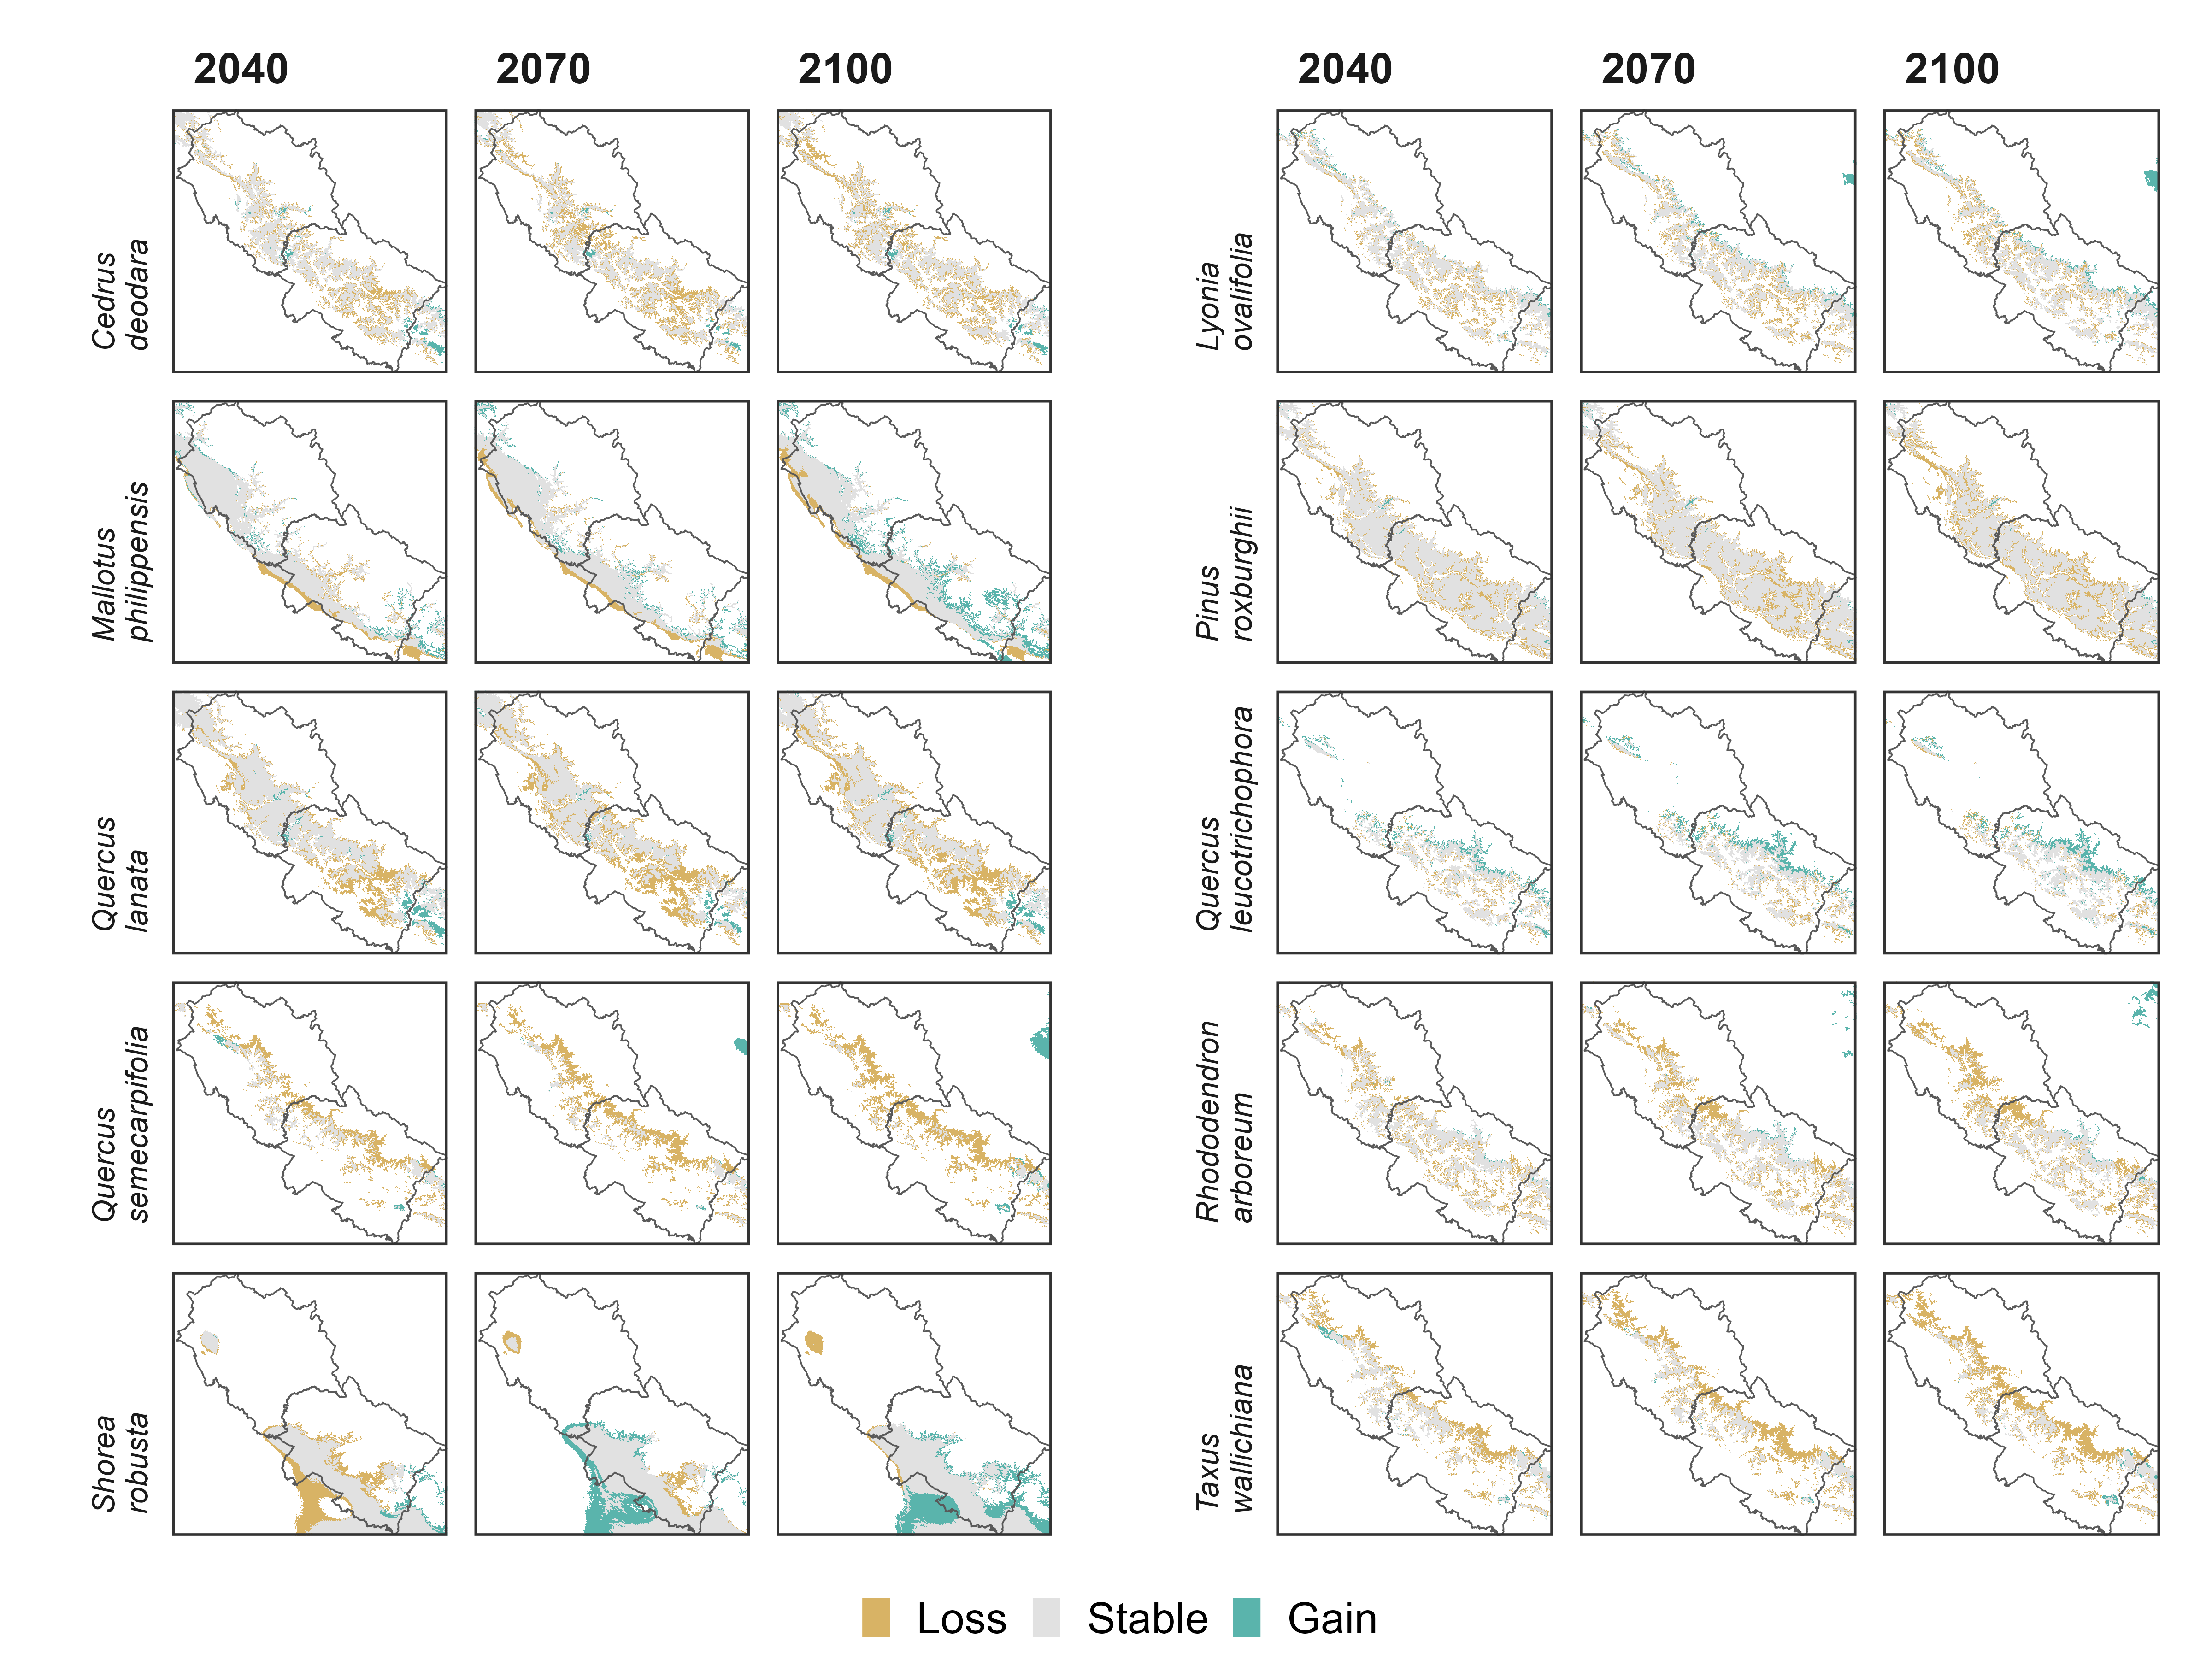 2040 2070 2100 2040 2070 2100
Cedrus
deodara
Lyonia
ovalifolia
Mallotus
philippensis
Pinus
roxburghii
Quercus
lanata
Quercus
leucotrichophora
Quercus
semecarpifolia
Rhododendron
arboreum
Shorea
robusta
Taxus
wallichiana
Loss Stable Gain